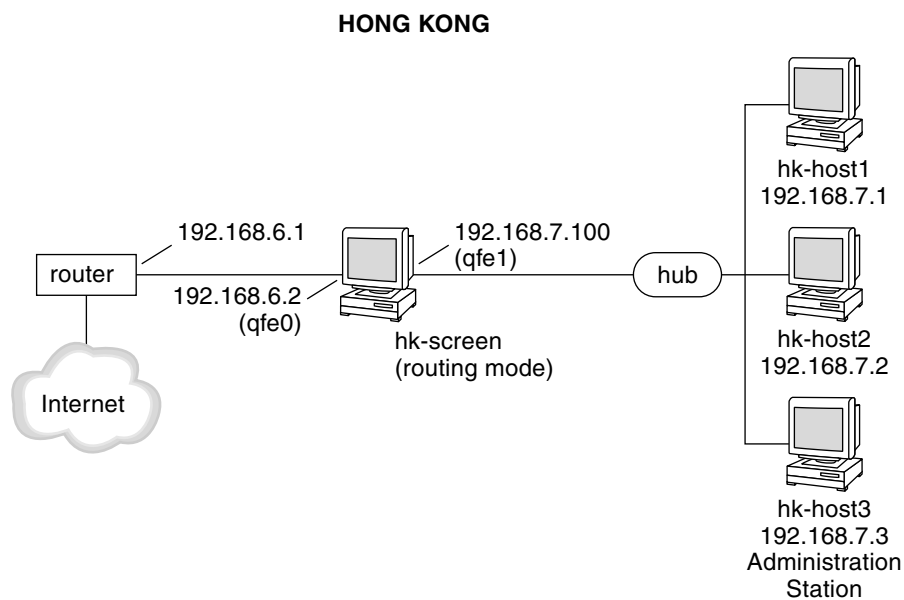 HONG KONG
hk-host1
192.168.7.1
192.168.6.1
192.168.7.100
(qfe1)
router
192.168.6.2
(qfe0)
hub
hk-screen
(routing mode)
hk-host2
192.168.7.2
Internet
hk-host3
192.168.7.3
Administration
Station